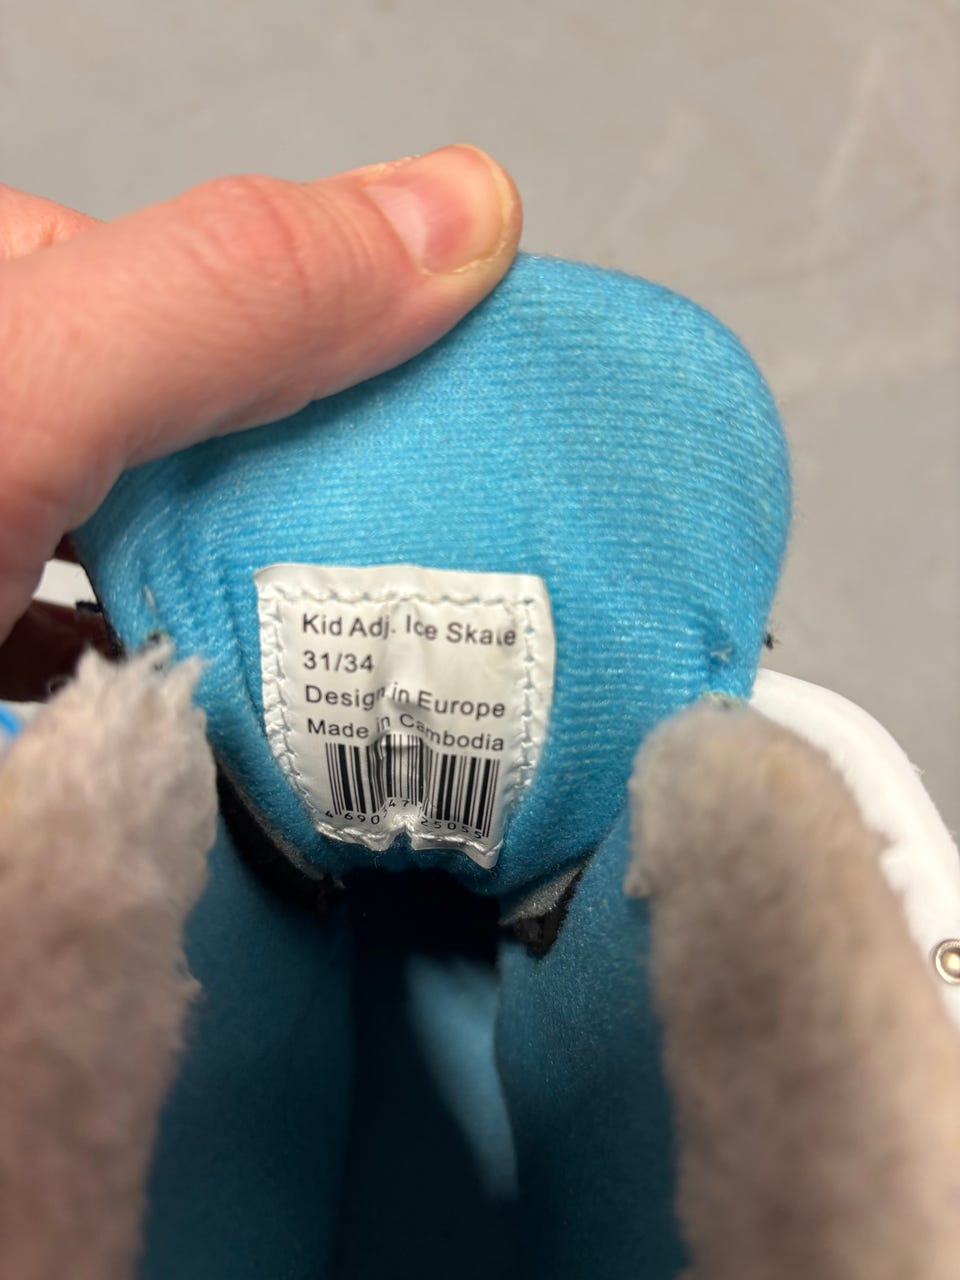 Kid Adj. Ice Skate
31/34
Design in Europe
Made in Cambodia